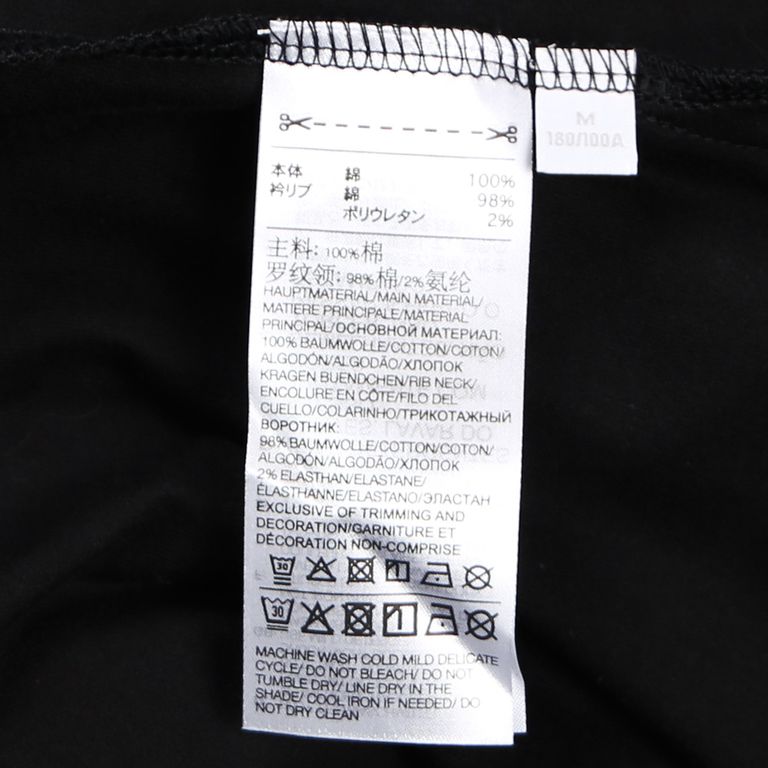 M
180/100A
本体 綿 100%
衿リブ 綿 98%
ポリウレタン 2%
主料: 100%棉
罗纹领: 98%棉/2%氨纶
HAUPTMATERIAL/MAIN MATERIAL/
MATIERE PRINCIPALE/MATERIAL
PRINCIPAL/ОСНОВНОЙ МАТЕРИАЛ:
100% BAUMWOLLE/COTTON/COTON/
ALGODÓN/ALGODÃO/ХЛОПОК
KRAGEN BUENDCHEN/RIB NECK/
ENCOLURE EN CÔTE/FILO DEL
CUELLO/COLARINHO/ТРИКОТАЖНЫЙ
ВОРОТНИК:
98% BAUMWOLLE/COTTON/COTON/
ALGODÓN/ALGODÃO/ХЛОПОК
2% ELASTHAN/ELASTANE/
ÉLASTHANNE/ELASTANO/ЭЛАСТАН
EXCLUSIVE OF TRIMMING AND
DECORATION/GARNITURE ET
DÉCORATION NON-COMPRISE
30
30
MACHINE WASH COLD MILD DELICATE
CYCLE/ DO NOT BLEACH/ DO NOT
TUMBLE DRY/ LINE DRY IN THE
SHADE/ COOL IRON IF NEEDED/ DO
NOT DRY CLEAN